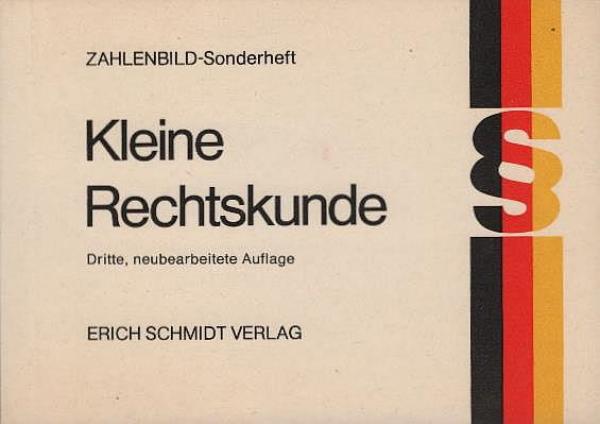 ZAHLENBILD-Sonderheft
Kleine
Rechtskunde
Dritte, neubearbeitete Auflage
ERICH SCHMIDT VERLAG
§